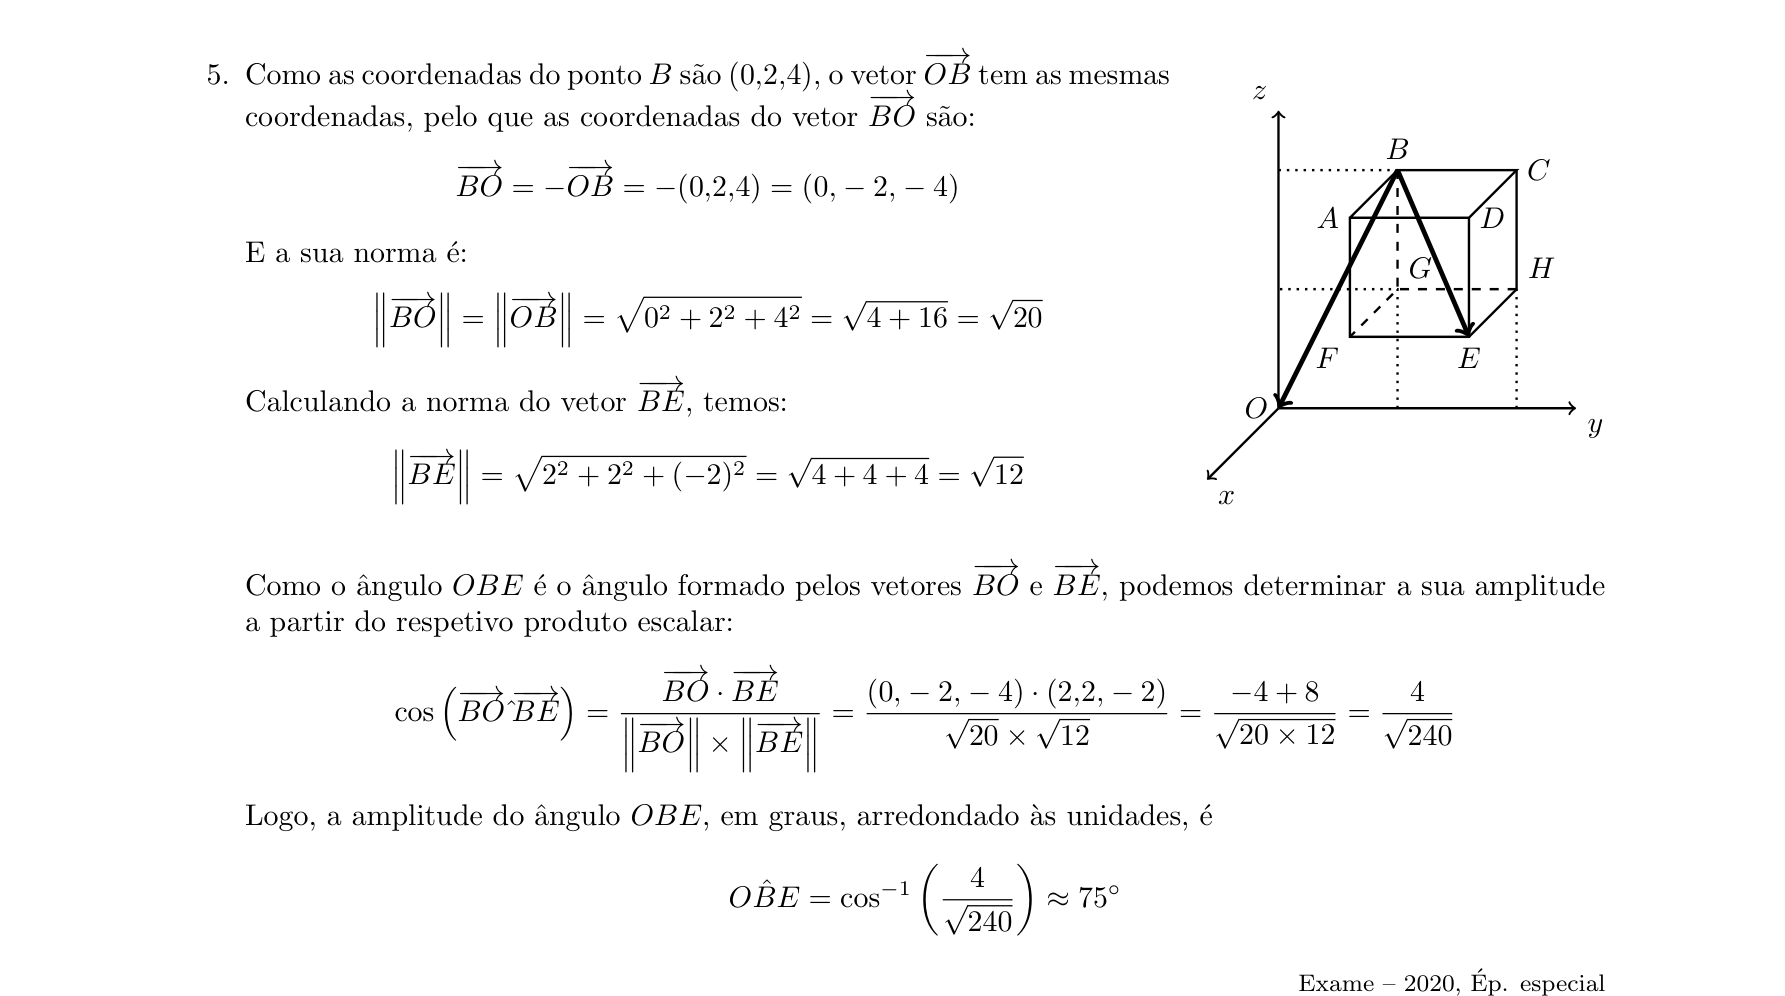 5. Como as coordenadas do ponto B são (0,2,4), o vetor $\overrightarrow{OB}$ tem as mesmas
coordenadas, pelo que as coordenadas do vetor $\overrightarrow{BO}$ são:
$\overrightarrow{BO} = -\overrightarrow{OB} = -(0{,}2{,}4) = (0, -2, -4)$
E a sua norma é:
$\left\|\overrightarrow{BO}\right\| = \left\|\overrightarrow{OB}\right\| = \sqrt{0^2 + 2^2 + 4^2} = \sqrt{4 + 16} = \sqrt{20}$
Calculando a norma do vetor $\overrightarrow{BE}$, temos:
$\left\|\overrightarrow{BE}\right\| = \sqrt{2^2 + 2^2 + (-2)^2} = \sqrt{4 + 4 + 4} = \sqrt{12}$
z
B
C
A
D
G
H
F
E
O
y
x
Como o ângulo OBE é o ângulo formado pelos vetores $\overrightarrow{BO}$ e $\overrightarrow{BE}$, podemos determinar a sua amplitude
a partir do respetivo produto escalar:
$\cos\left(\overrightarrow{BO}\hat{\ }\overrightarrow{BE}\right) = \frac{\overrightarrow{BO} \cdot \overrightarrow{BE}}{\left\|\overrightarrow{BO}\right\| \times \left\|\overrightarrow{BE}\right\|} = \frac{(0, -2, -4) \cdot (2{,}2, -2)}{\sqrt{20} \times \sqrt{12}} = \frac{-4 + 8}{\sqrt{20 \times 12}} = \frac{4}{\sqrt{240}}$
Logo, a amplitude do ângulo OBE, em graus, arredondado às unidades, é
$O\hat{B}E = \cos^{-1}\left(\frac{4}{\sqrt{240}}\right) \approx 75^\circ$
Exame – 2020, Ép. especial